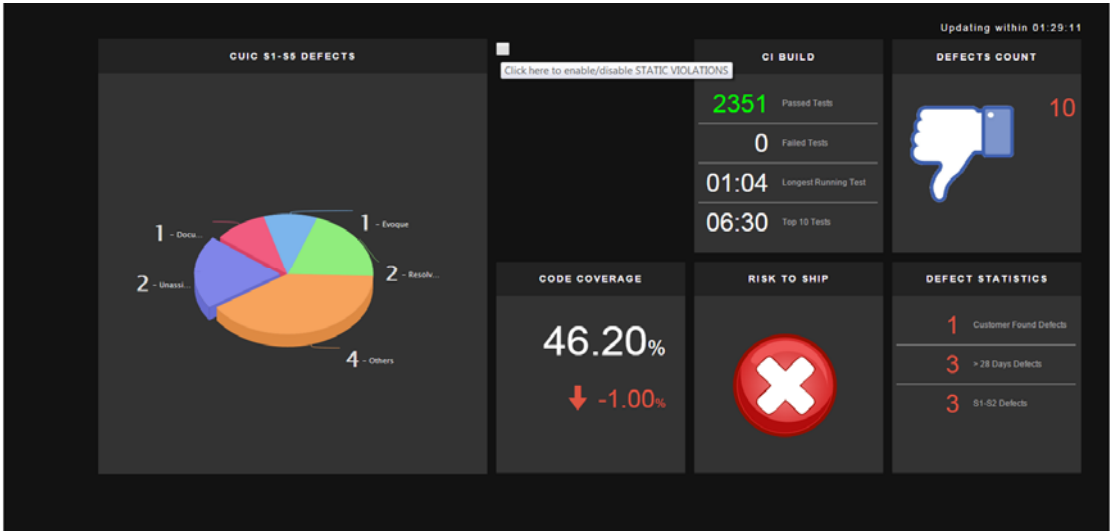 Updating within 01:29:11
CUIC S1-S5 DEFECTS
1 - Evoque
1 - Docu...
2 - Resolv...
2 - Unassi...
4 - Others
Click here to enable/disable STATIC VIOLATIONS
CI BUILD
2351 Passed Tests
0 Failed Tests
01:04 Longest Running Test
06:30 Top 10 Tests
DEFECTS COUNT
10
CODE COVERAGE
46.20%
-1.00%
RISK TO SHIP
DEFECT STATISTICS
1 Customer Found Defects
3 > 28 Days Defects
3 S1-S2 Defects